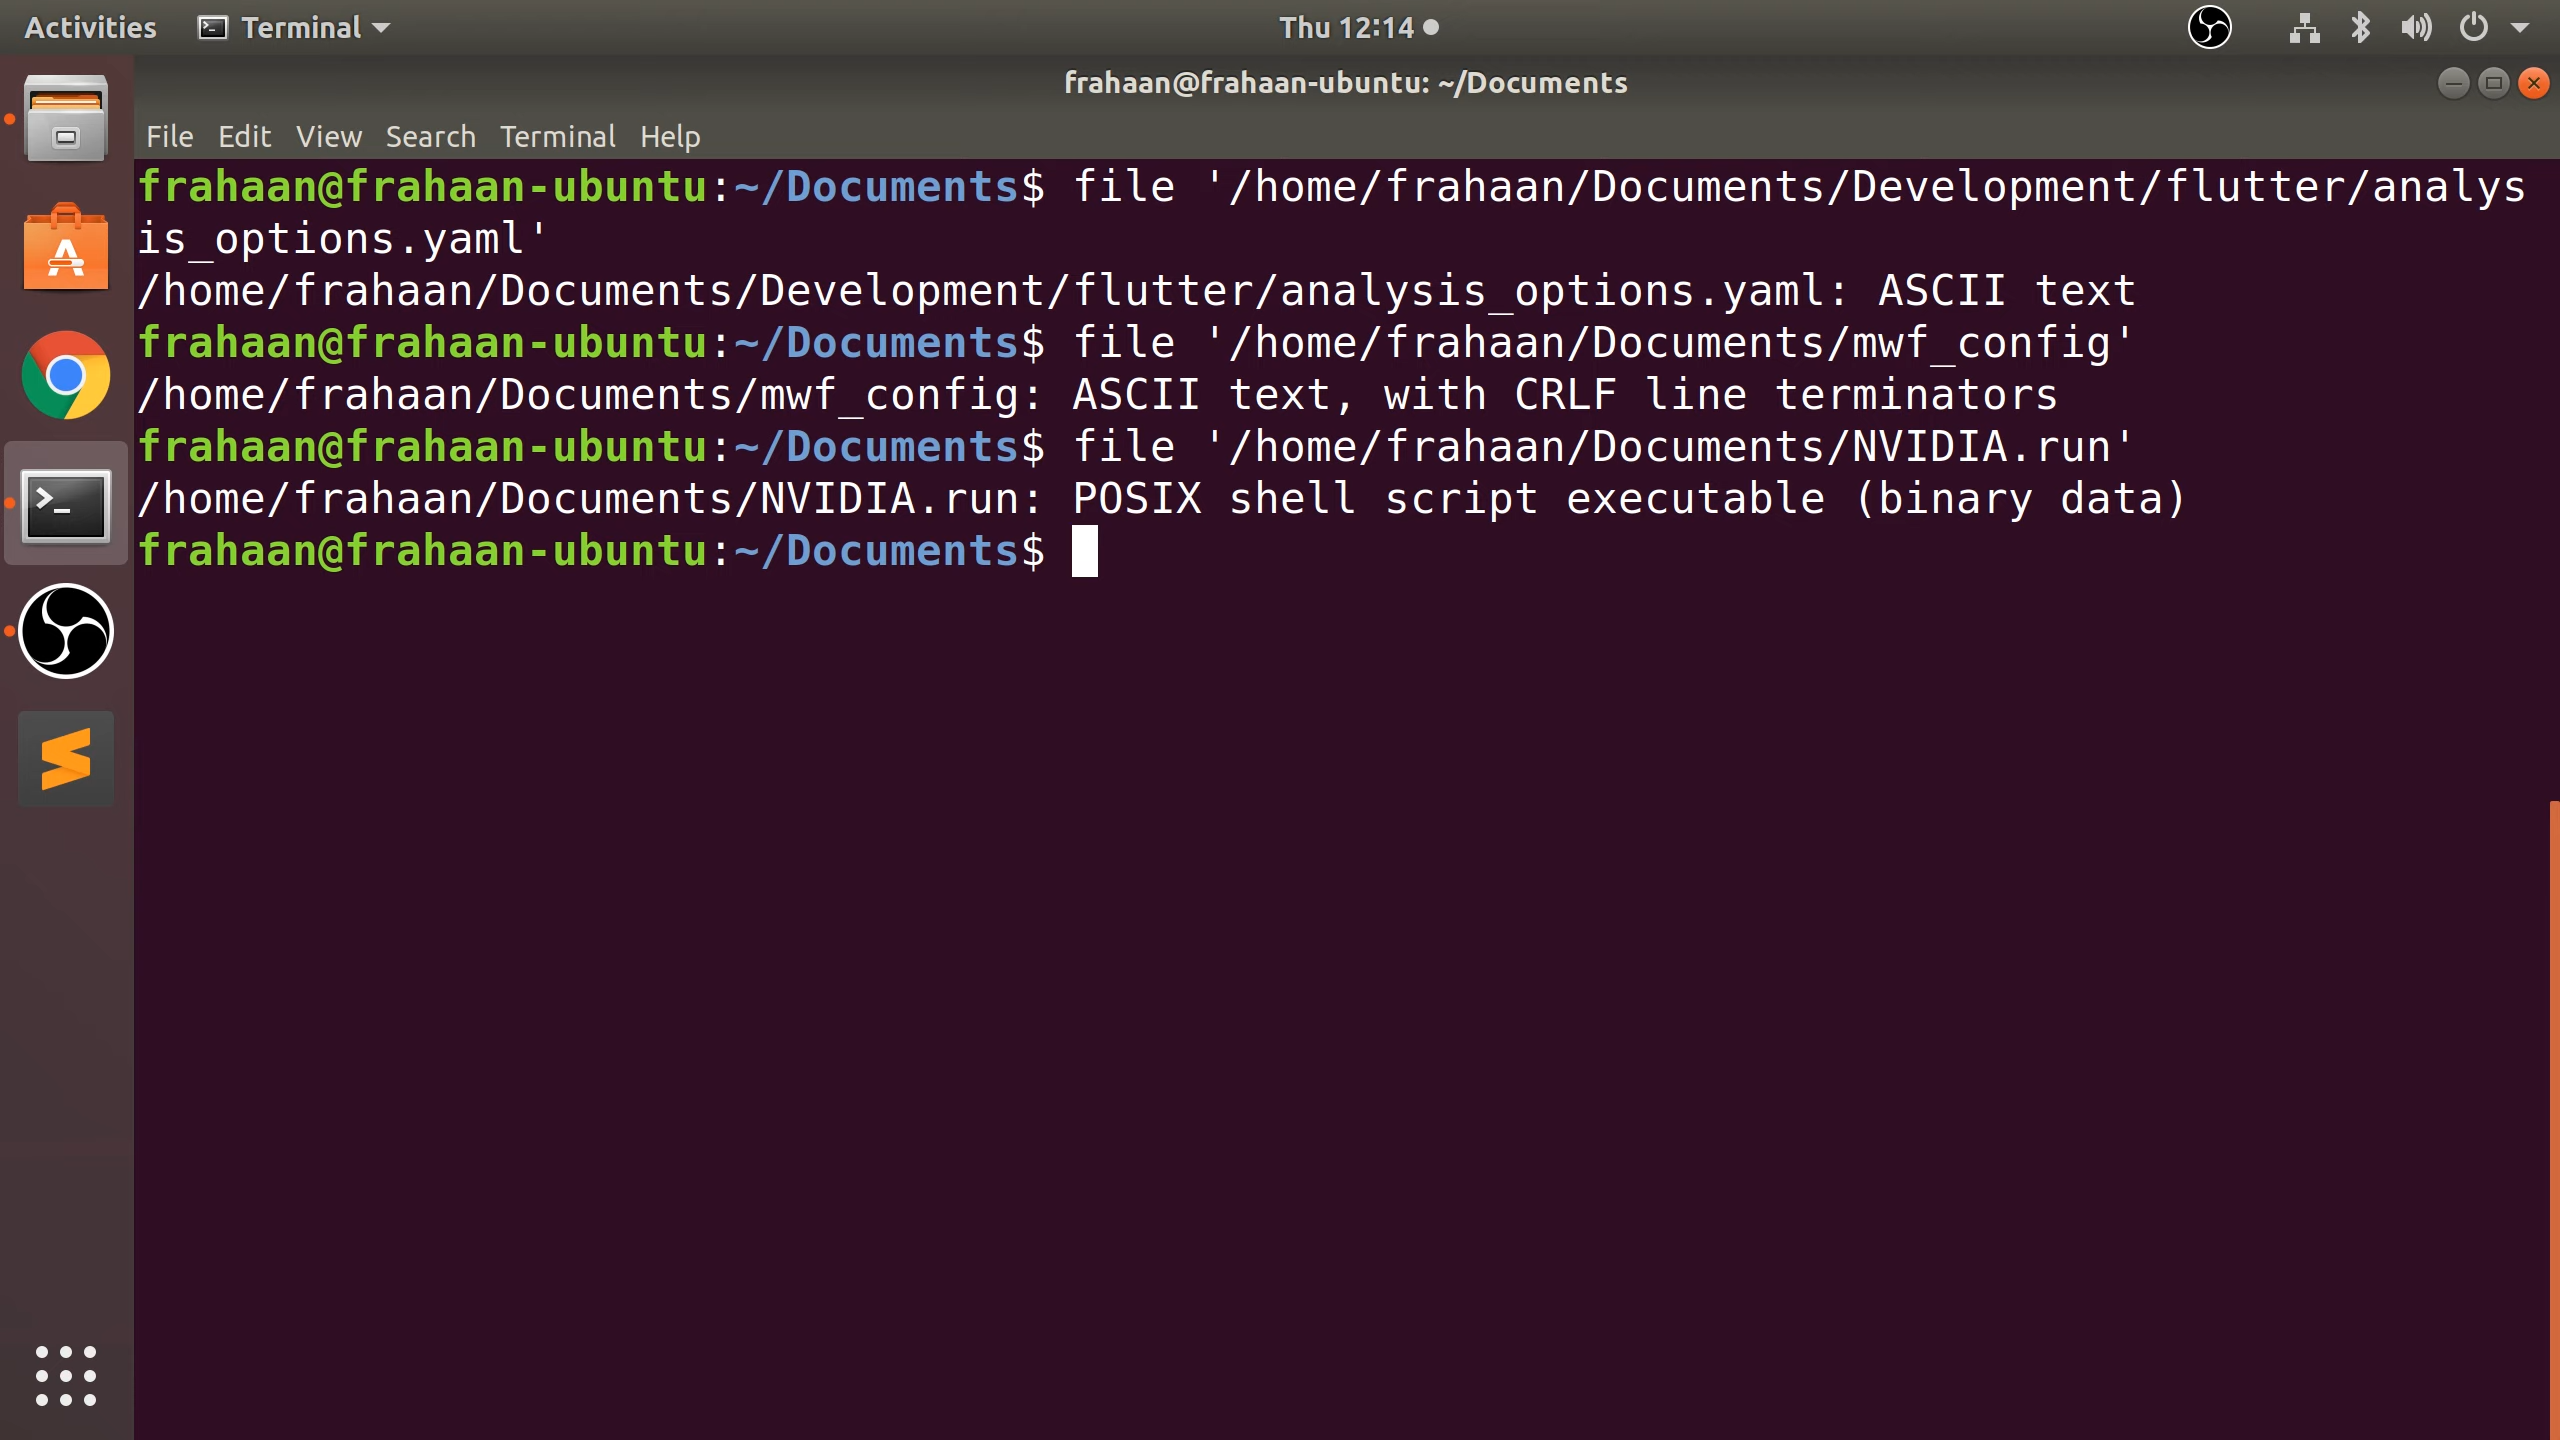 Activities Terminal Thu 12:14
frahaan@frahaan-ubuntu: ~/Documents
File Edit View Search Terminal Help
frahaan@frahaan-ubuntu:~/Documents$ file '/home/frahaan/Documents/Development/flutter/analys
is_options.yaml'
/home/frahaan/Documents/Development/flutter/analysis_options.yaml: ASCII text
frahaan@frahaan-ubuntu:~/Documents$ file '/home/frahaan/Documents/mwf_config'
/home/frahaan/Documents/mwf_config: ASCII text, with CRLF line terminators
frahaan@frahaan-ubuntu:~/Documents$ file '/home/frahaan/Documents/NVIDIA.run'
/home/frahaan/Documents/NVIDIA.run: POSIX shell script executable (binary data)
frahaan@frahaan-ubuntu:~/Documents$